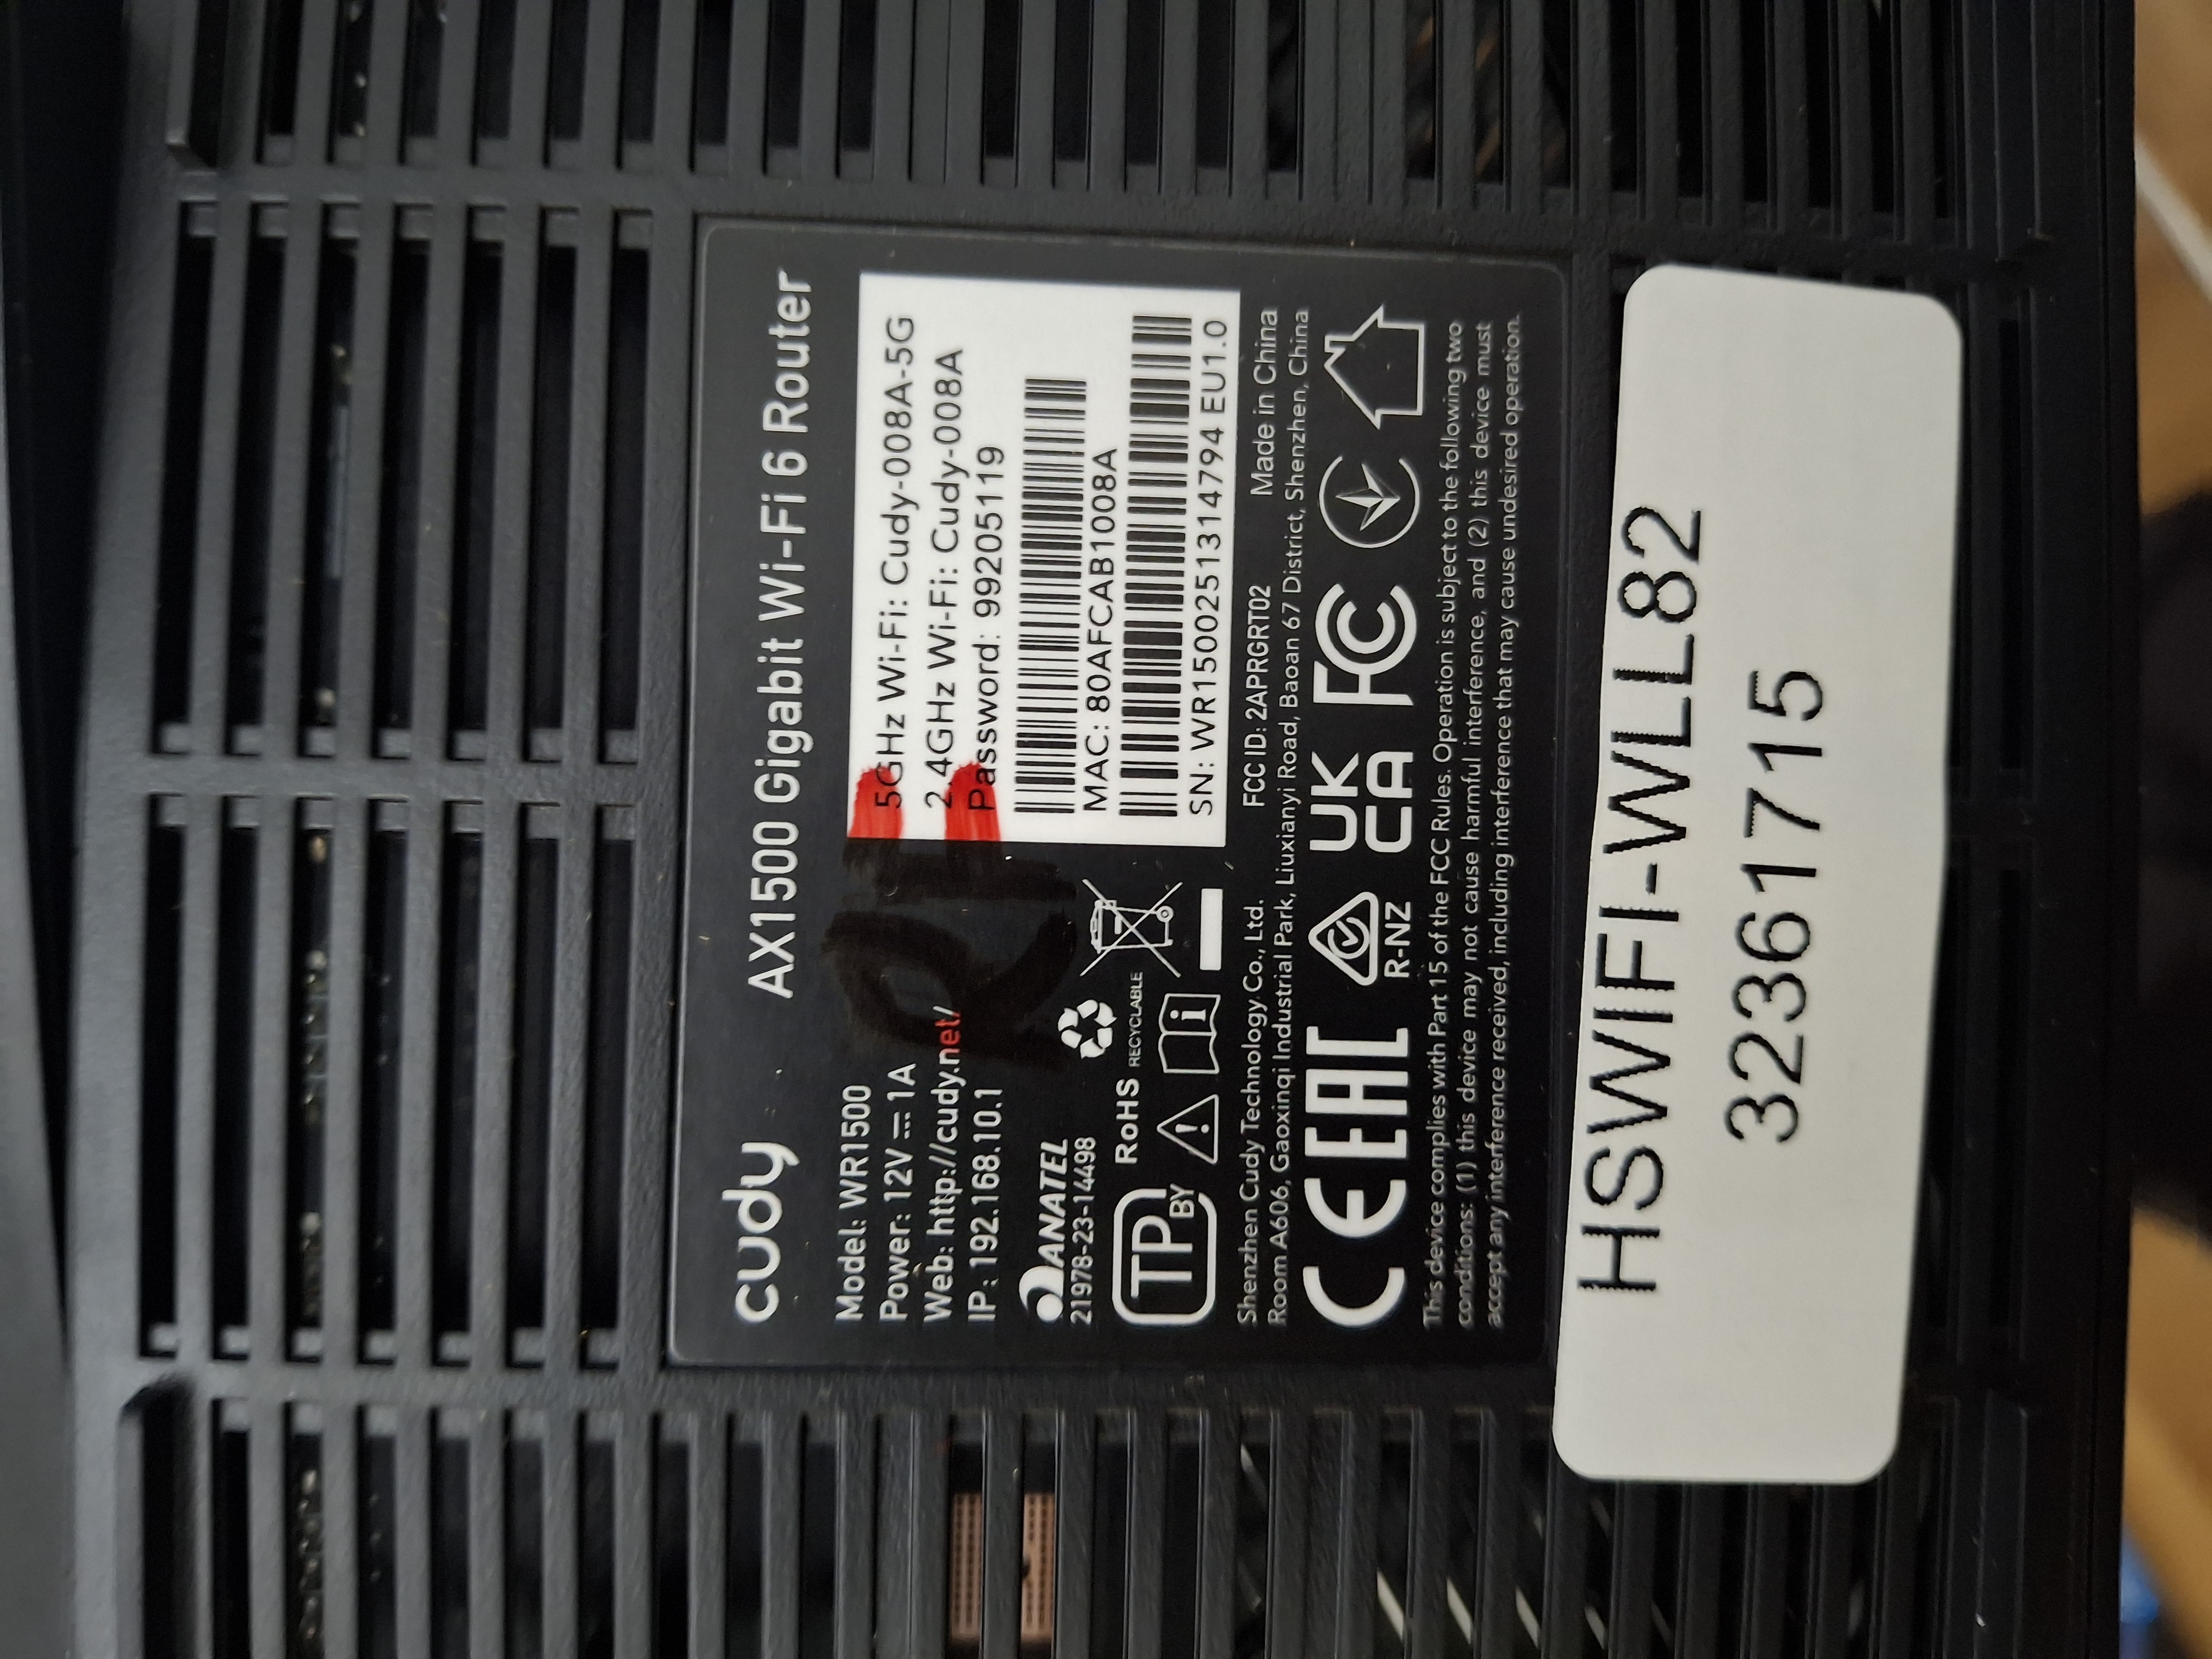 cudy
AX1500 Gigabit Wi-Fi 6 Router
Model: WR1500
Power: 12V ⎓ 1A
Web: http://cudy.net/
IP: 192.168.10.1
5GHz Wi-Fi: Cudy-008A-5G
2.4GHz Wi-Fi: Cudy-008A
Password: 99205119
MAC: 80AFCAB1008A
SN: WR1500251314794 EU1.0
ANATEL
21978-23-14498
RoHS
RECYCLABLE
TP
BY
Shenzhen Cudy Technology Co., Ltd.
FCC ID: 2APRGRT02
Made in China
Room A606, Gaoxinqi Industrial Park, Liuxianyi Road, Baoan 67 District, Shenzhen, China
CE
EAC
R-NZ
UK
CA
FC
This device complies with Part 15 of the FCC Rules. Operation is subject to the following two
conditions: (1) this device may not cause harmful interference, and (2) this device must
accept any interference received, including interference that may cause undesired operation.
HSWIFI-WLL82
32361715